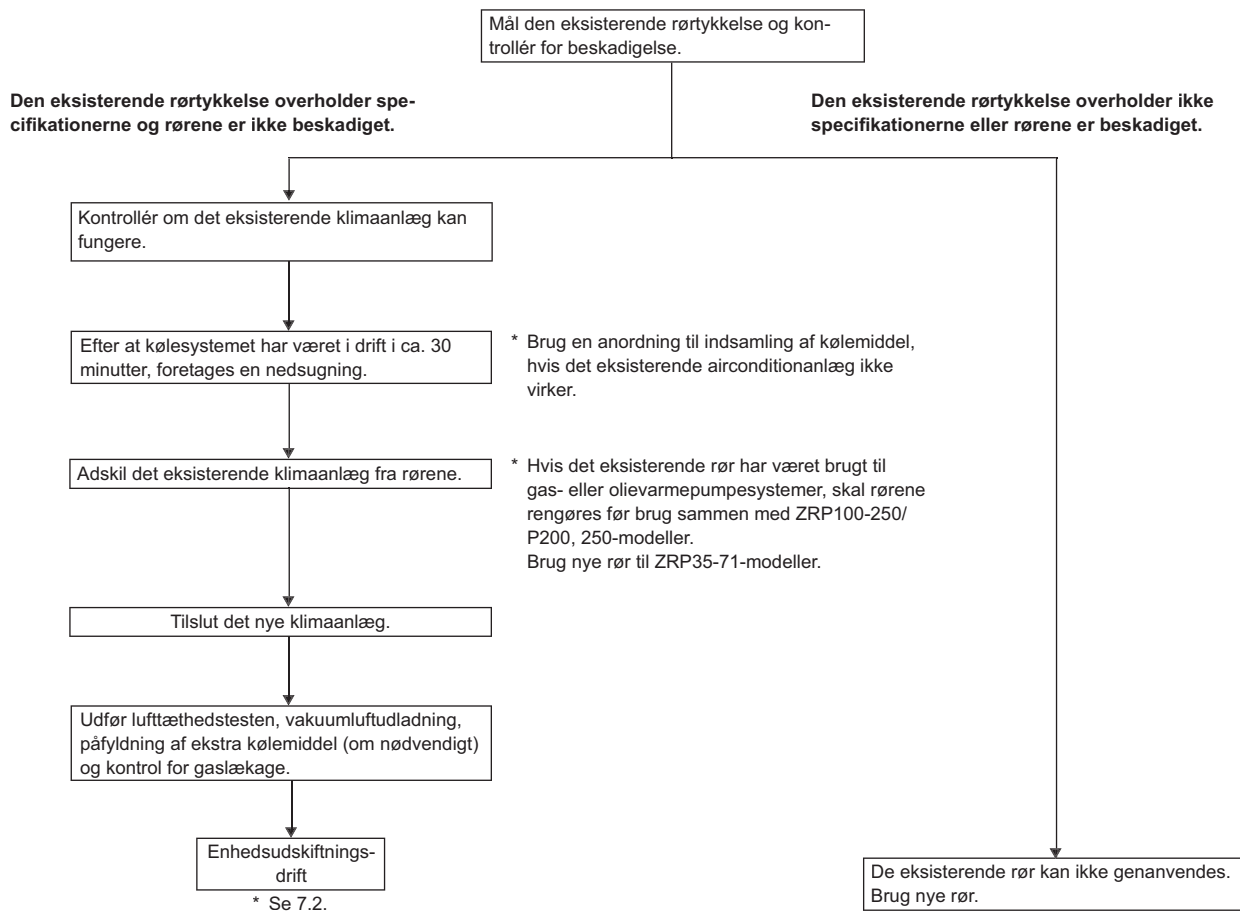 Mål den eksisterende rørtykkelse og kon-
trollér for beskadigelse.
Den eksisterende rørtykkelse overholder spe-
cifikationerne og rørene er ikke beskadiget.
Den eksisterende rørtykkelse overholder ikke
specifikationerne eller rørene er beskadiget.
Kontrollér om det eksisterende klimaanlæg kan
fungere.
Efter at kølesystemet har været i drift i ca. 30
minutter, foretages en nedsugning.
* Brug en anordning til indsamling af kølemiddel,
hvis det eksisterende airconditionanlæg ikke
virker.
Adskil det eksisterende klimaanlæg fra rørene.
* Hvis det eksisterende rør har været brugt til
gas- eller olievarmepumpesystemer, skal rørene
rengøres før brug sammen med ZRP100-250/
P200, 250-modeller.
Brug nye rør til ZRP35-71-modeller.
Tilslut det nye klimaanlæg.
Udfør lufttæthedstesten, vakuumluftudladning,
påfyldning af ekstra kølemiddel (om nødvendigt)
og kontrol for gaslækage.
Enhedsudskiftnings-
drift
* Se 7.2.
De eksisterende rør kan ikke genanvendes.
Brug nye rør.